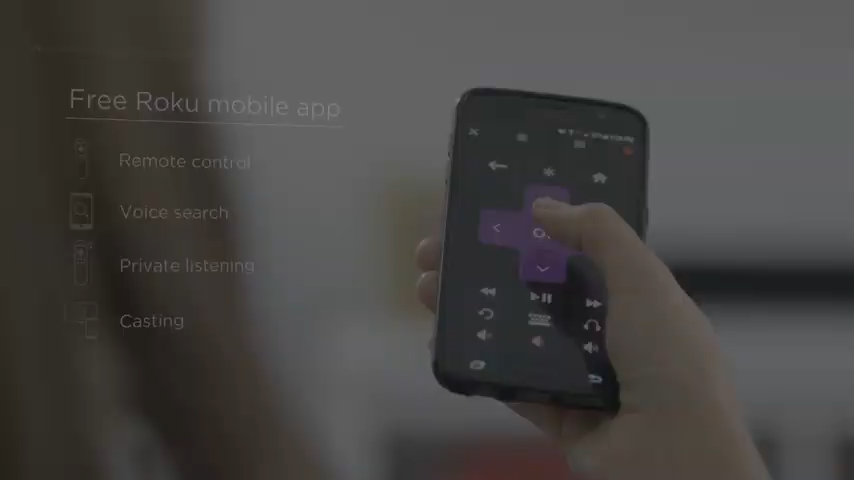 Free Roku mobile app
Remote control
Voice search
Private listening
Casting